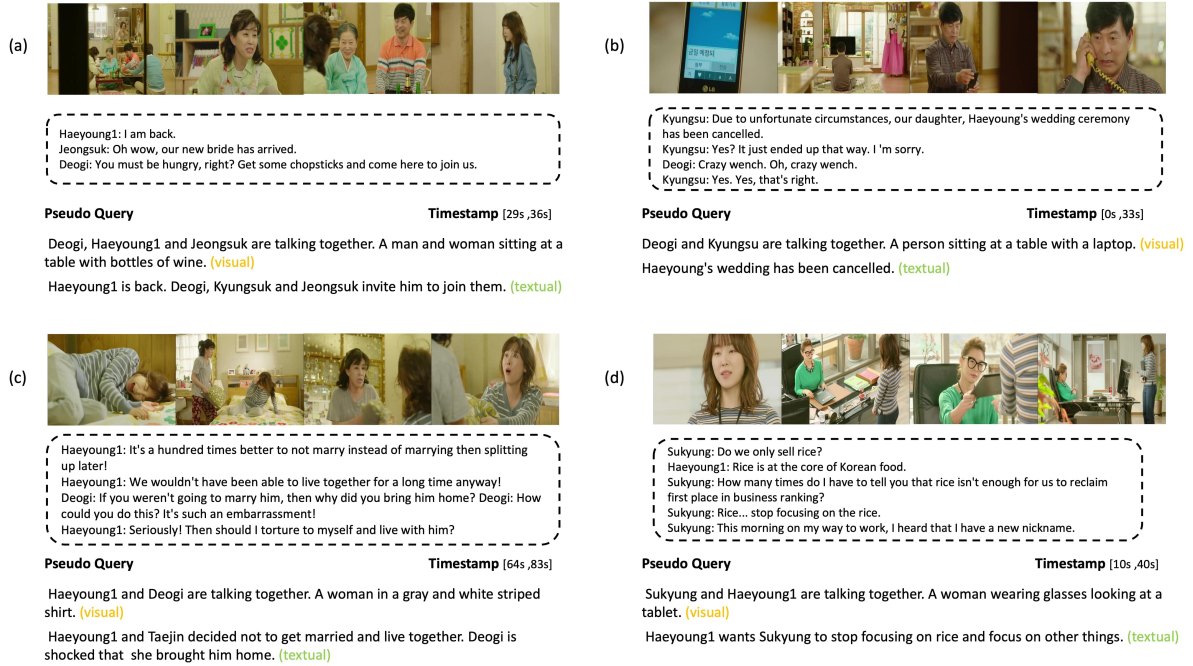 (a)
Haeyoung1: I am back.
Jeongsuk: Oh wow, our new bride has arrived.
Deogi: You must be hungry, right? Get some chopsticks and come here to join us.
Pseudo Query Timestamp [29s ,36s]
Deogi, Haeyoung1 and Jeongsuk are talking together. A man and woman sitting at a
table with bottles of wine. (visual)
Haeyoung1 is back. Deogi, Kyungsuk and Jeongsuk invite him to join them. (textual)
(b)
LG
Kyungsu: Due to unfortunate circumstances, our daughter, Haeyoung's wedding ceremony
has been cancelled.
Kyungsu: Yes? It just ended up that way. I 'm sorry.
Deogi: Crazy wench. Oh, crazy wench.
Kyungsu: Yes. Yes, that's right.
Pseudo Query Timestamp [0s ,33s]
Deogi and Kyungsu are talking together. A person sitting at a table with a laptop. (visual)
Haeyoung's wedding has been cancelled. (textual)
(c)
Haeyoung1: It's a hundred times better to not marry instead of marrying then splitting
up later!
Haeyoung1: We wouldn't have been able to live together for a long time anyway!
Deogi: If you weren't going to marry him, then why did you bring him home? Deogi: How
could you do this? It's such an embarrassment!
Haeyoung1: Seriously! Then should I torture to myself and live with him?
Pseudo Query Timestamp [64s ,83s]
Haeyoung1 and Deogi are talking together. A woman in a gray and white striped
shirt. (visual)
Haeyoung1 and Taejin decided not to get married and live together. Deogi is
shocked that she brought him home. (textual)
(d)
Sukyung: Do we only sell rice?
Haeyoung1: Rice is at the core of Korean food.
Sukyung: How many times do I have to tell you that rice isn't enough for us to reclaim
first place in business ranking?
Sukyung: Rice... stop focusing on the rice.
Sukyung: This morning on my way to work, I heard that I have a new nickname.
Pseudo Query Timestamp [10s ,40s]
Sukyung and Haeyoung1 are talking together. A woman wearing glasses looking at a
tablet. (visual)
Haeyoung1 wants Sukyung to stop focusing on rice and focus on other things. (textual)